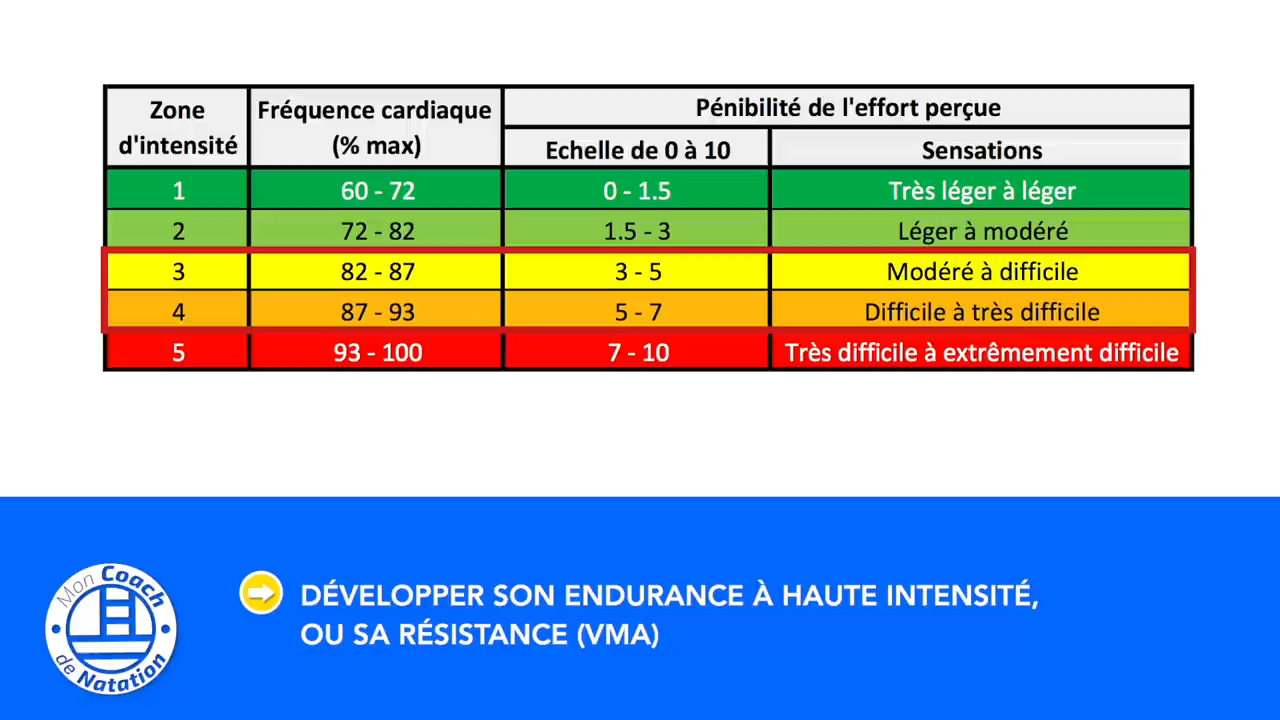 Zone d'intensité
Fréquence cardiaque (% max)
Pénibilité de l'effort perçue
Echelle de 0 à 10
Sensations
1 60 - 72 0 - 1.5 Très léger à léger
2 72 - 82 1.5 - 3 Léger à modéré
3 82 - 87 3 - 5 Modéré à difficile
4 87 - 93 5 - 7 Difficile à très difficile
5 93 - 100 7 - 10 Très difficile à extrêmement difficile
Mon Coach
de Natation
DÉVELOPPER SON ENDURANCE À HAUTE INTENSITÉ,
OU SA RÉSISTANCE (VMA)